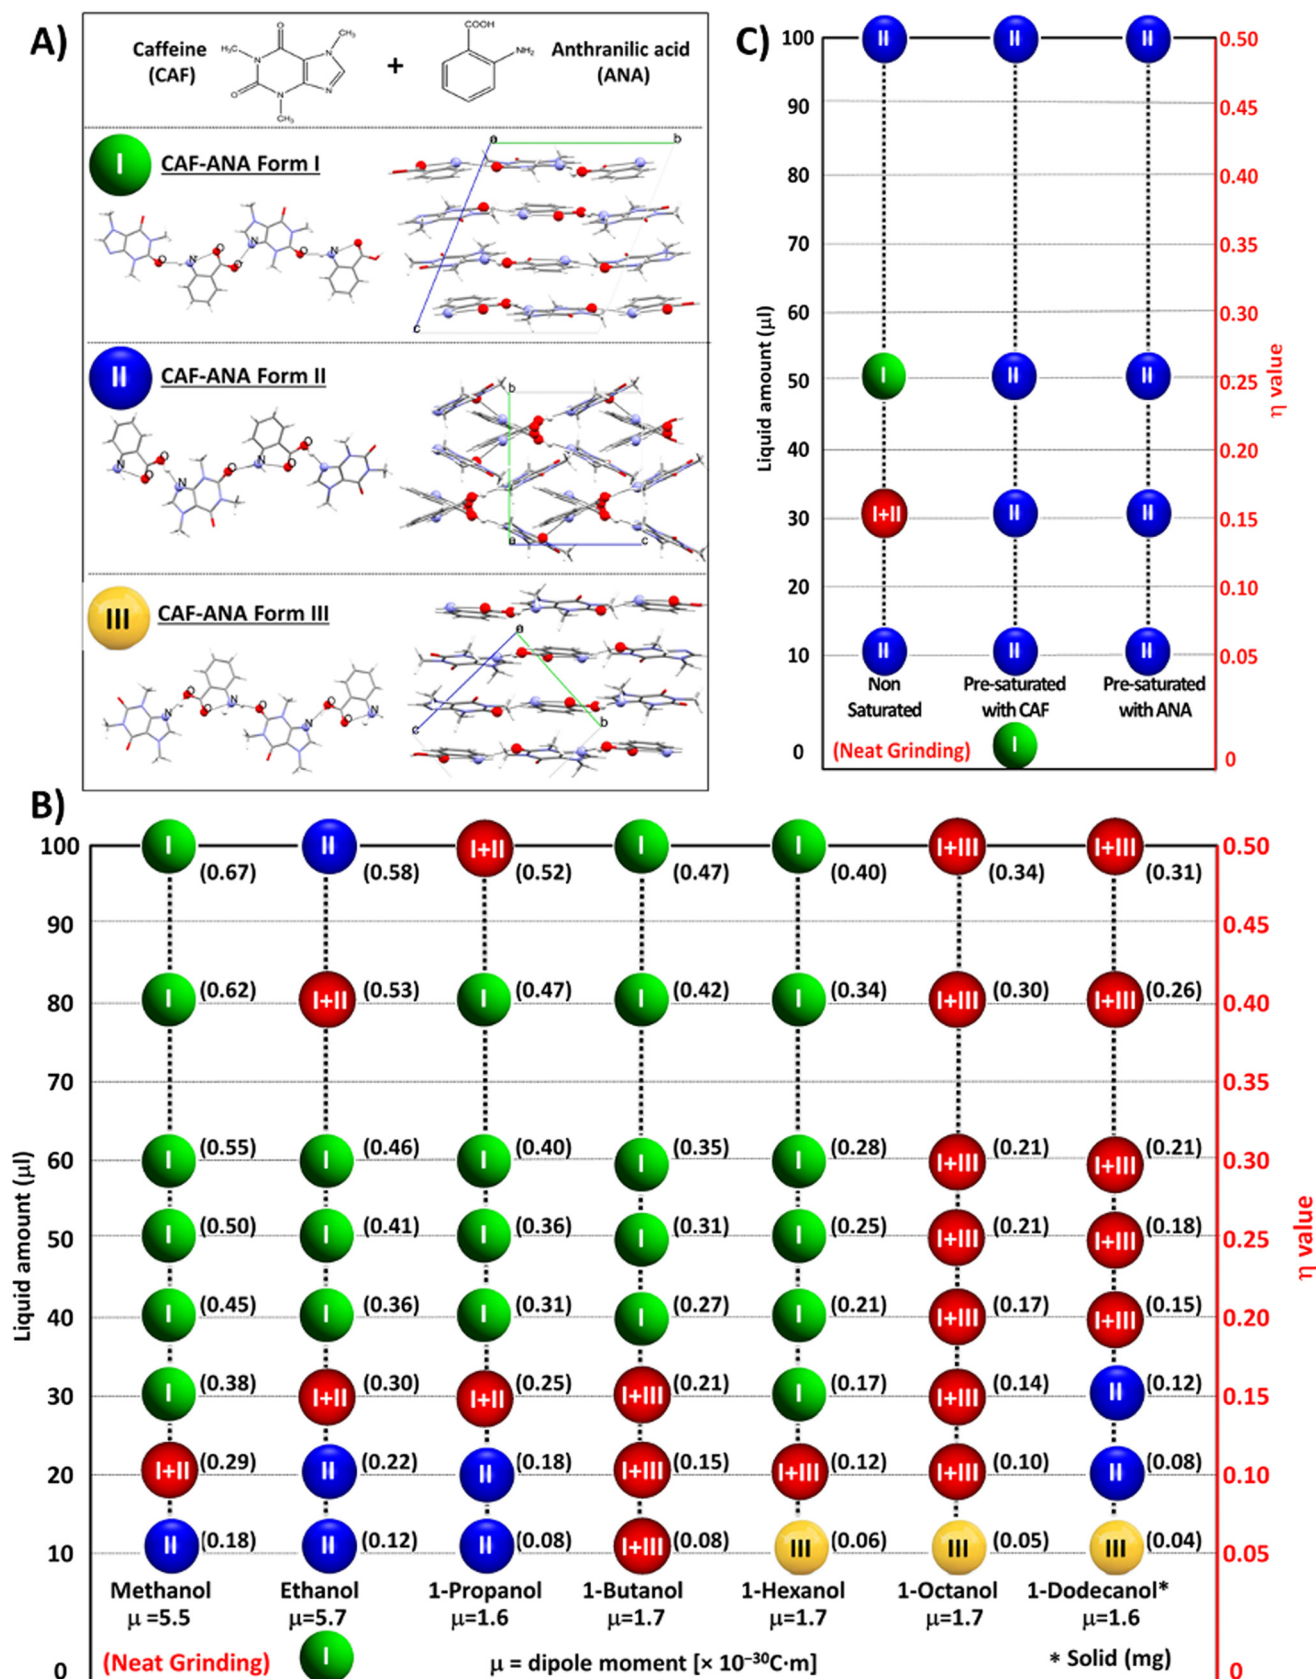 A)
Caffeine
(CAF)
O
CH₃
H₃C
N
N
O
N
N
CH₃
+
COOH
NH₂
Anthranilic acid
(ANA)
I
CAF-ANA Form I
a
b
c
II
CAF-ANA Form II
b
a
c
III
CAF-ANA Form III
a
b
c
C)
100 II II II 0.50
90 0.45
80 0.40
70 0.35
60 0.30
50 I II II 0.25
40 0.20
30 I+II II II 0.15
20 0.10
10 II II II 0.05
Liquid amount (µl)
η value
Non Saturated
Pre-saturated with CAF
Pre-saturated with ANA
0 (Neat Grinding) I 0
B)
100 I (0.67) II (0.58) I+II (0.52) I (0.47) I (0.40) I+III (0.34) I+III (0.31) 0.50
90 0.45
80 I (0.62) I+II (0.53) I (0.47) I (0.42) I (0.34) I+III (0.30) I+III (0.26) 0.40
70 0.35
60 I (0.55) I (0.46) I (0.40) I (0.35) I (0.28) I+III (0.21) I+III (0.21) 0.30
50 I (0.50) I (0.41) I (0.36) I (0.31) I (0.25) I+III (0.21) I+III (0.18) 0.25
40 I (0.45) I (0.36) I (0.31) I (0.27) I (0.21) I+III (0.17) I+III (0.15) 0.20
30 I (0.38) I+II (0.30) I+II (0.25) I+III (0.21) I (0.17) I+III (0.14) II (0.12) 0.15
20 I+II (0.29) II (0.22) II (0.18) I+III (0.15) I+III (0.12) I+III (0.10) II (0.08) 0.10
10 II (0.18) II (0.12) II (0.08) I+III (0.08) III (0.06) III (0.05) III (0.04) 0.05
Liquid amount (µl)
η value
Methanol Ethanol 1-Propanol 1-Butanol 1-Hexanol 1-Octanol 1-Dodecanol*
µ =5.5 µ=5.7 µ=1.6 µ=1.7 µ=1.7 µ=1.7 µ=1.6
0 (Neat Grinding) I µ = dipole moment [× 10⁻³⁰C·m] * Solid (mg) 0